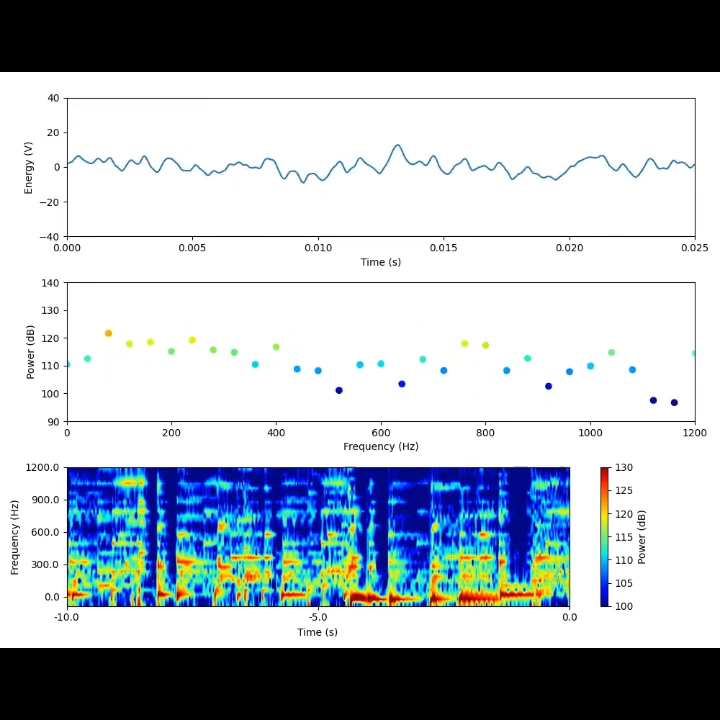 40
20
0
−20
−40
Energy (V)
0.000 0.005 0.010 0.015 0.020 0.025
Time (s)
140
130
120
110
100
90
Power (dB)
0 200 400 600 800 1000 1200
Frequency (Hz)
1200.0
900.0
600.0
300.0
0.0
Frequency (Hz)
-10.0 -5.0 0.0
Time (s)
130
125
120
115
110
105
100
Power (dB)